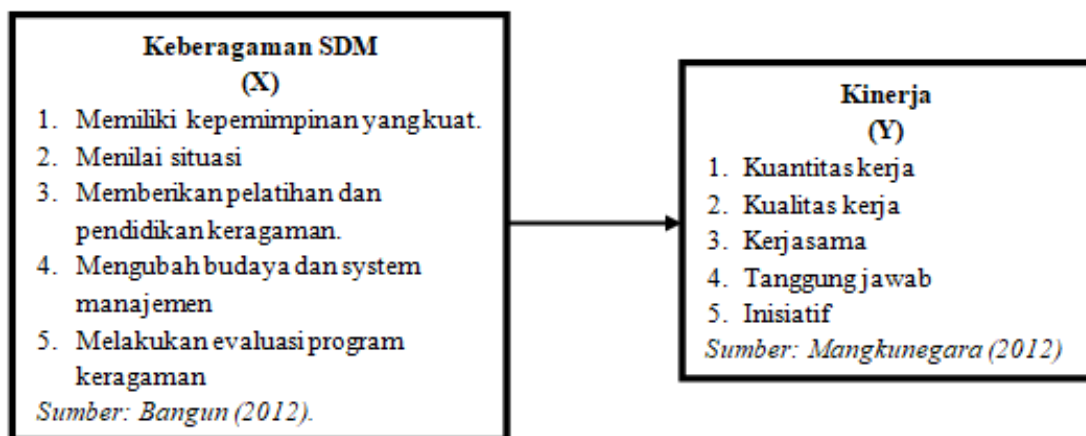 Keberagaman SDM
(X)
1. Memiliki kepemimpinan yang kuat.
2. Menilai situasi
3. Memberikan pelatihan dan
pendidikan keragaman.
4. Mengubah budaya dan system
manajemen
5. Melakukan evaluasi program
keragaman
Sumber: Bangun (2012).
Kinerja
(Y)
1. Kuantitas kerja
2. Kualitas kerja
3. Kerjasama
4. Tanggung jawab
5. Inisiatif
Sumber: Mangkunegara (2012)